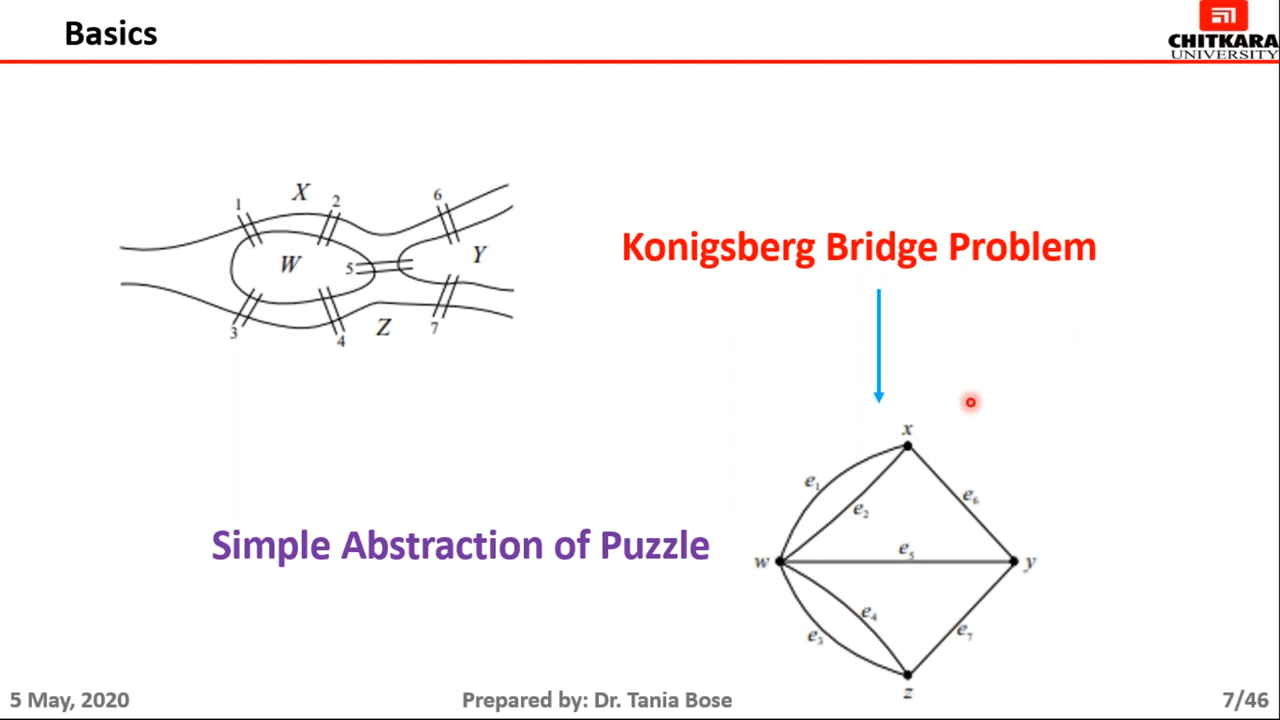 Basics
CHITKARA
UNIVERSITY
X
1
2
6
W
5
Y
3
4
Z
7
Konigsberg Bridge Problem
x
e₁
e₂
e₆
Simple Abstraction of Puzzle
w
e₅
y
e₄
e₃
e₇
z
5 May, 2020
Prepared by: Dr. Tania Bose
7/46